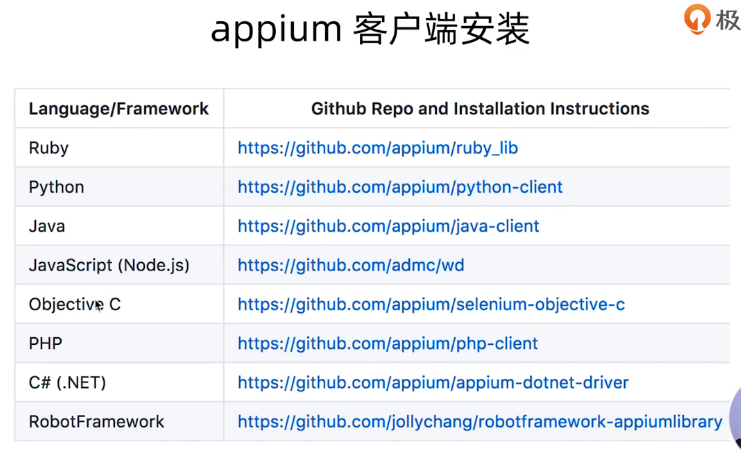 appium 客户端安装
极
Language/Framework Github Repo and Installation Instructions
Ruby https://github.com/appium/ruby_lib
Python https://github.com/appium/python-client
Java https://github.com/appium/java-client
JavaScript (Node.js) https://github.com/admc/wd
Objective C https://github.com/appium/selenium-objective-c
PHP https://github.com/appium/php-client
C# (.NET) https://github.com/appium/appium-dotnet-driver
RobotFramework https://github.com/jollychang/robotframework-appiumlibrary